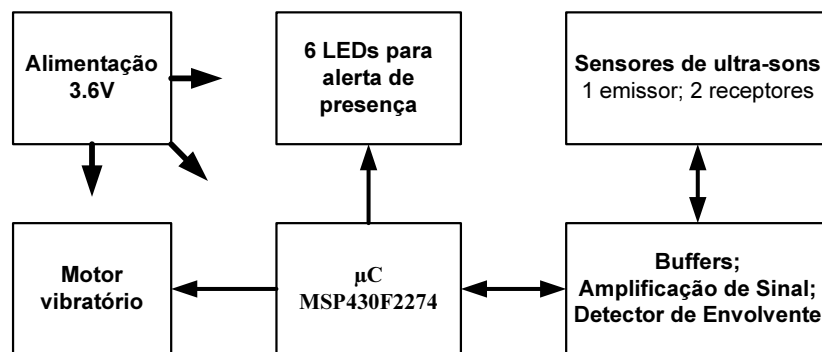 Alimentação
3.6V
6 LEDs para
alerta de
presença
Sensores de ultra-sons
1 emissor; 2 receptores
Motor
vibratório
µC
MSP430F2274
Buffers;
Amplificação de Sinal;
Detector de Envolvente